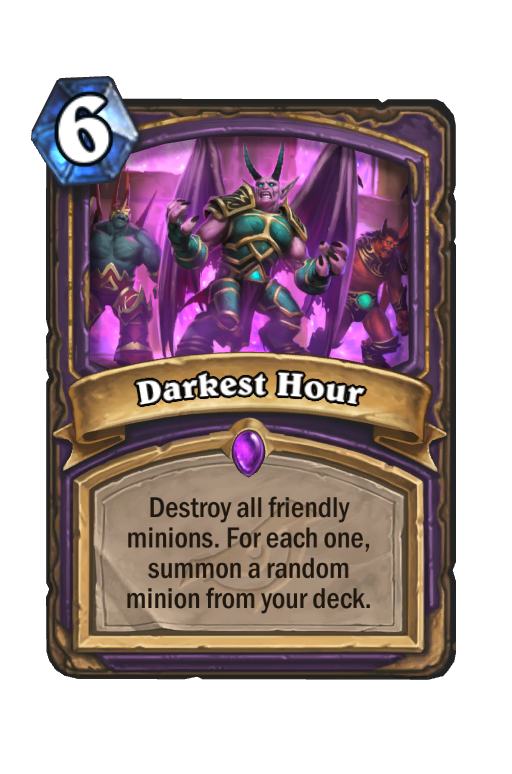 6
Darkest Hour
Destroy all friendly
minions. For each one,
summon a random
minion from your deck.